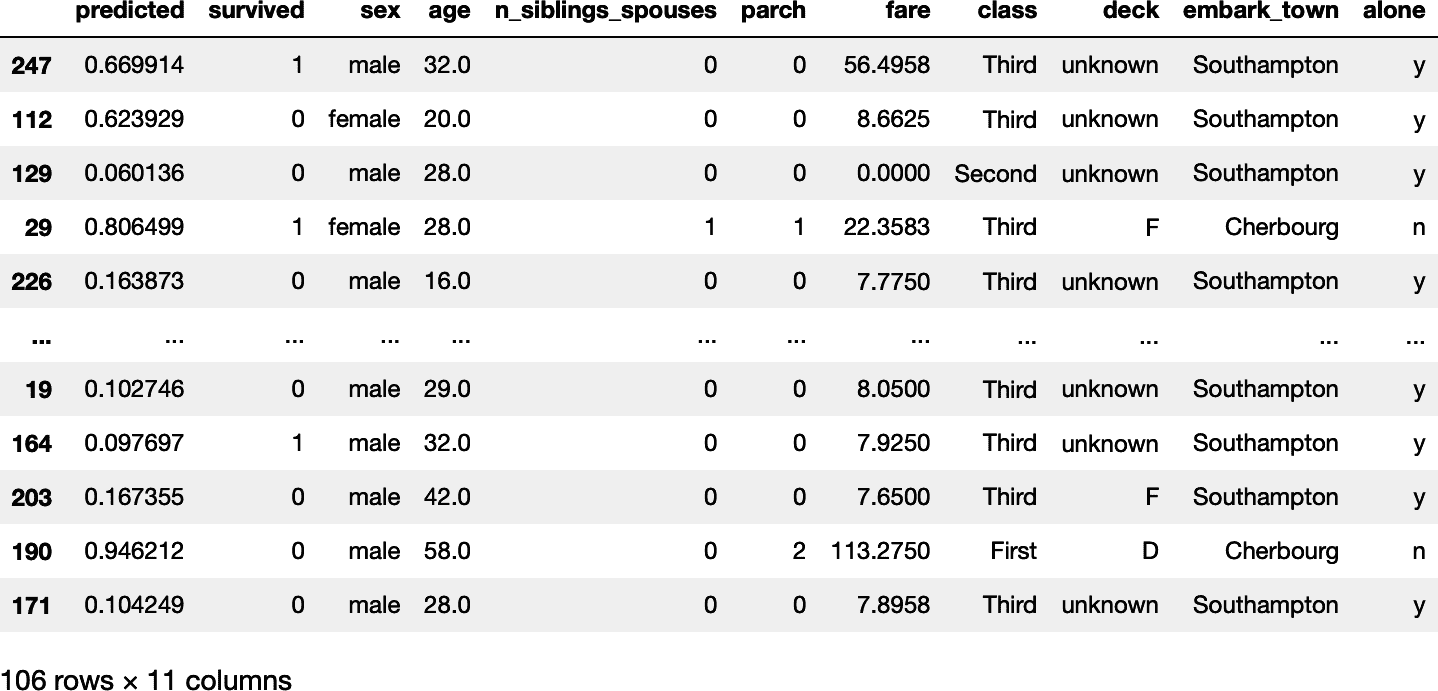 predicted survived sex age n_siblings_spouses parch fare class deck embark_town alone
247 0.669914 1 male 32.0 0 0 56.4958 Third unknown Southampton y
112 0.623929 0 female 20.0 0 0 8.6625 Third unknown Southampton y
129 0.060136 0 male 28.0 0 0 0.0000 Second unknown Southampton y
29 0.806499 1 female 28.0 1 1 22.3583 Third F Cherbourg n
226 0.163873 0 male 16.0 0 0 7.7750 Third unknown Southampton y
... ... ... ... ... ... ... ... ... ... ... ...
19 0.102746 0 male 29.0 0 0 8.0500 Third unknown Southampton y
164 0.097697 1 male 32.0 0 0 7.9250 Third unknown Southampton y
203 0.167355 0 male 42.0 0 0 7.6500 Third F Southampton y
190 0.946212 0 male 58.0 0 2 113.2750 First D Cherbourg n
171 0.104249 0 male 28.0 0 0 7.8958 Third unknown Southampton y
106 rows × 11 columns